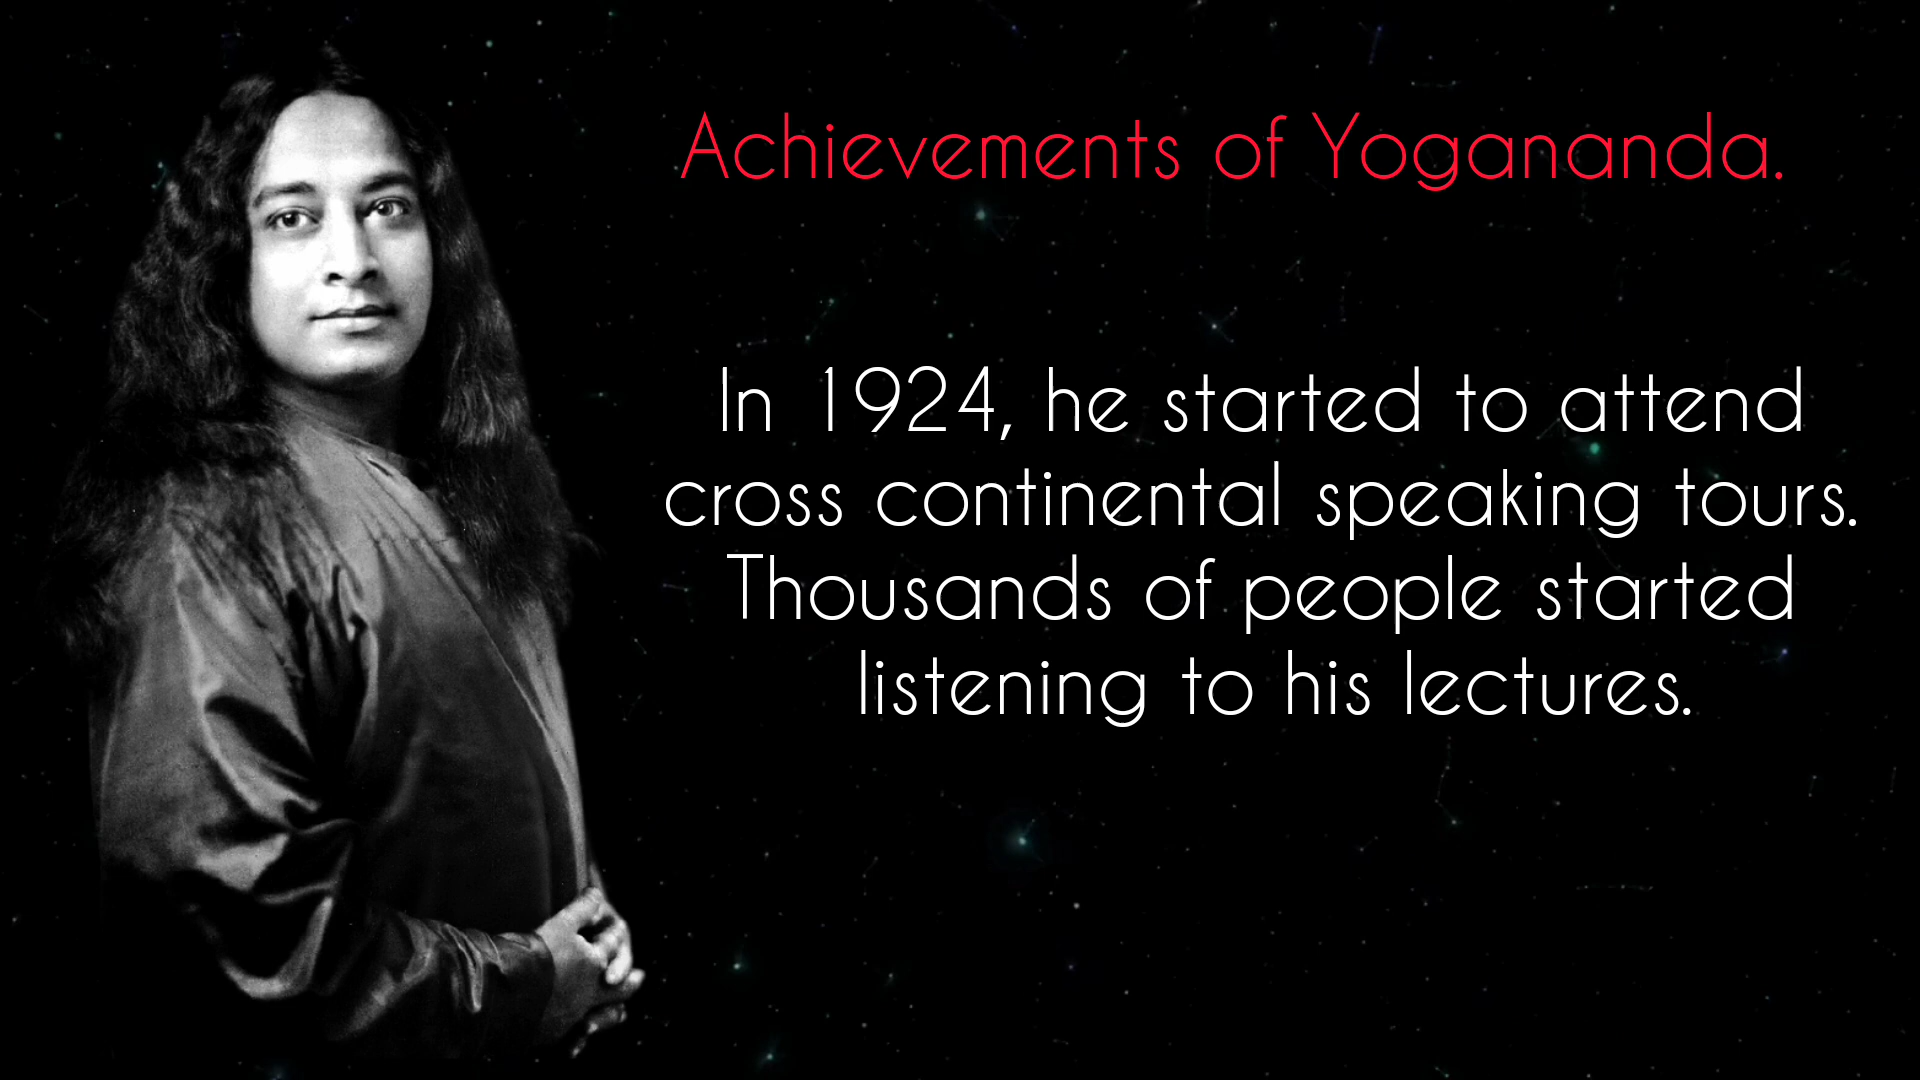 Achievements of Yogananda.
In 1924, he started to attend
cross continental speaking tours.
Thousands of people started
listening to his lectures.